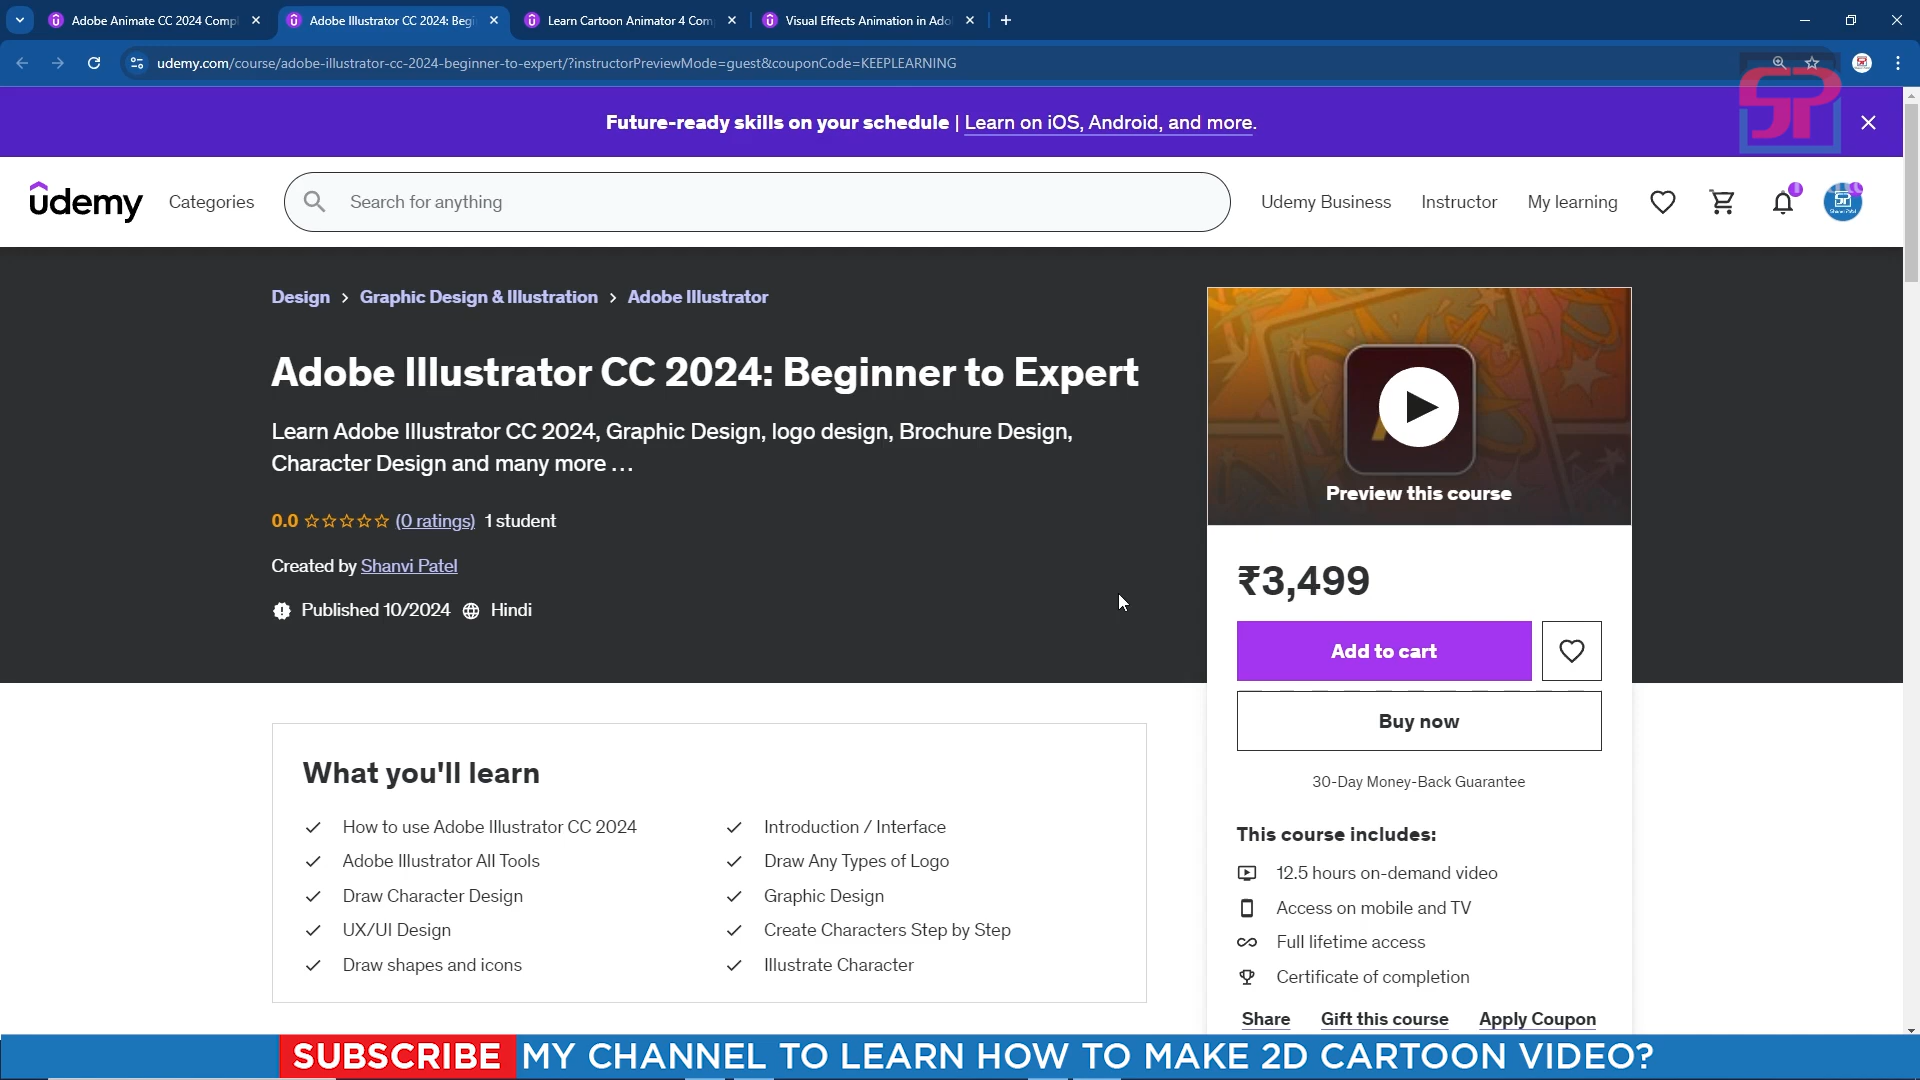 Adobe Animate CC 2024 Compl
Adobe Illustrator CC 2024: Begi
Learn Cartoon Animator 4 Com
Visual Effects Animation in Ado
udemy.com/course/adobe-illustrator-cc-2024-beginner-to-expert/?instructorPreviewMode=guest&couponCode=KEEPLEARNING
SP
Future-ready skills on your schedule | Learn on iOS, Android, and more.
udemy
Categories
Search for anything
Udemy Business
Instructor
My learning
Design > Graphic Design & Illustration > Adobe Illustrator
Adobe Illustrator CC 2024: Beginner to Expert
Learn Adobe Illustrator CC 2024, Graphic Design, logo design, Brochure Design,
Character Design and many more ...
0.0 (0 ratings) 1 student
Created by Shanvi Patel
Published 10/2024 Hindi
Preview this course
₹3,499
Add to cart
Buy now
30-Day Money-Back Guarantee
This course includes:
12.5 hours on-demand video
Access on mobile and TV
Full lifetime access
Certificate of completion
Share
Gift this course
Apply Coupon
What you'll learn
How to use Adobe Illustrator CC 2024
Adobe Illustrator All Tools
Draw Character Design
UX/UI Design
Draw shapes and icons
Introduction / Interface
Draw Any Types of Logo
Graphic Design
Create Characters Step by Step
Illustrate Character
SUBSCRIBE MY CHANNEL TO LEARN HOW TO MAKE 2D CARTOON VIDEO?